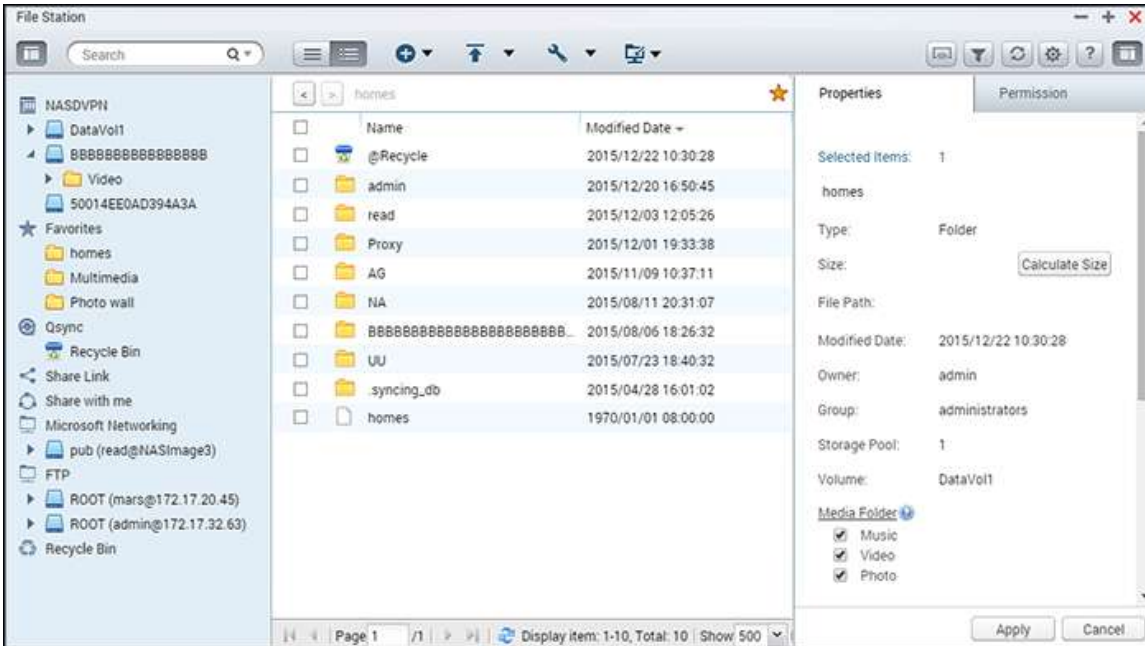 File Station
Search
NASDVPN
DataVol1
BBBBBBBBBBBBBBBB
Video
50014EE0AD394A3A
Favorites
homes
Multimedia
Photo wall
Qsync
Recycle Bin
Share Link
Share with me
Microsoft Networking
pub (read@NASImage3)
FTP
ROOT (mars@172.17.20.45)
ROOT (admin@172.17.32.63)
Recycle Bin
homes
Name Modified Date
@Recycle 2015/12/22 10:30:28
admin 2015/12/20 16:50:45
read 2015/12/03 12:05:26
Proxy 2015/12/01 19:33:38
AG 2015/11/09 10:37:11
NA 2015/08/11 20:31:07
BBBBBBBBBBBBBBBBBBBBBBB... 2015/08/06 18:26:32
UU 2015/07/23 18:40:32
.syncing_db 2015/04/28 16:01:02
homes 1970/01/01 08:00:00
Page 1 /1 Display item: 1-10, Total: 10 Show 500
Properties Permission
Selected Items: 1
homes
Type: Folder
Size: Calculate Size
File Path:
Modified Date: 2015/12/22 10:30:28
Owner: admin
Group: administrators
Storage Pool: 1
Volume: DataVol1
Media Folder
Music
Video
Photo
Apply Cancel